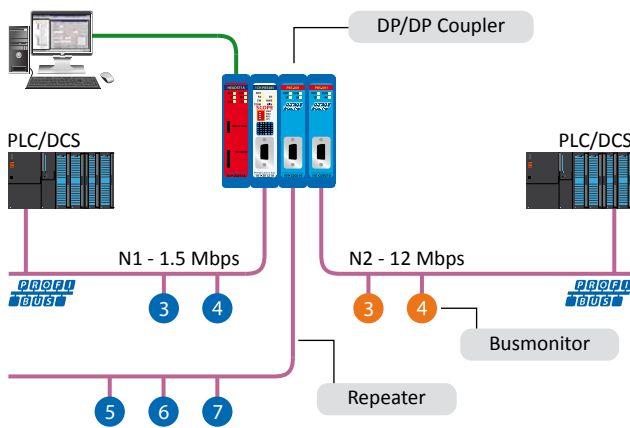 DP/DP Coupler
SCOPE
PLC/DCS
PLC/DCS
N1 - 1.5 Mbps
N2 - 12 Mbps
PROFI
BUS
PROFI
BUS
3
4
3
4
Busmonitor
Repeater
5
6
7